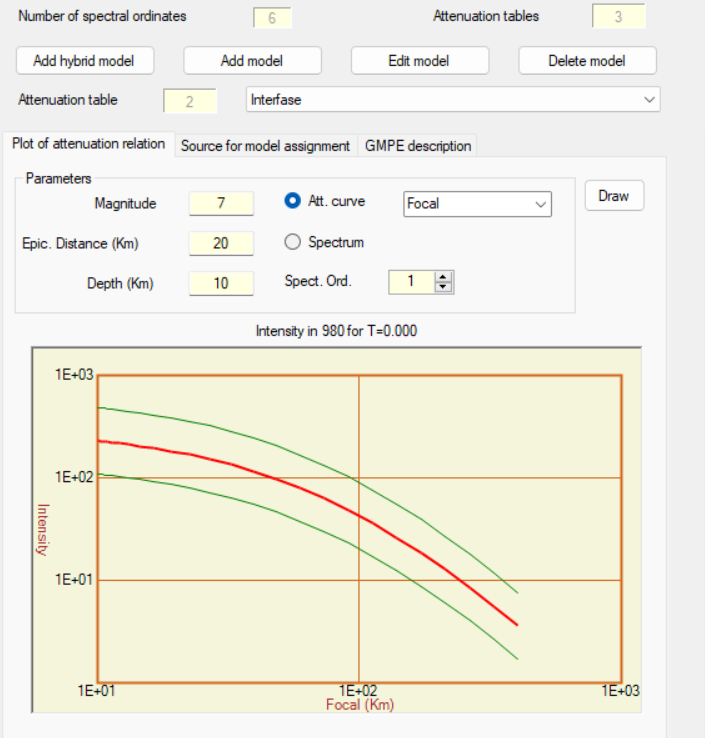 Number of spectral ordinates 6 Attenuation tables 3
Add hybrid model Add model Edit model Delete model
Attenuation table 2 Interfase
Plot of attenuation relation Source for model assignment GMPE description
Parameters
Magnitude 7 Att. curve Focal Draw
Epic. Distance (Km) 20 Spectrum
Depth (Km) 10 Spect. Ord. 1
Intensity in 980 for T=0.000
1E+03
1E+02
Intensity
1E+01
1E+01 1E+02 1E+03
Focal (Km)